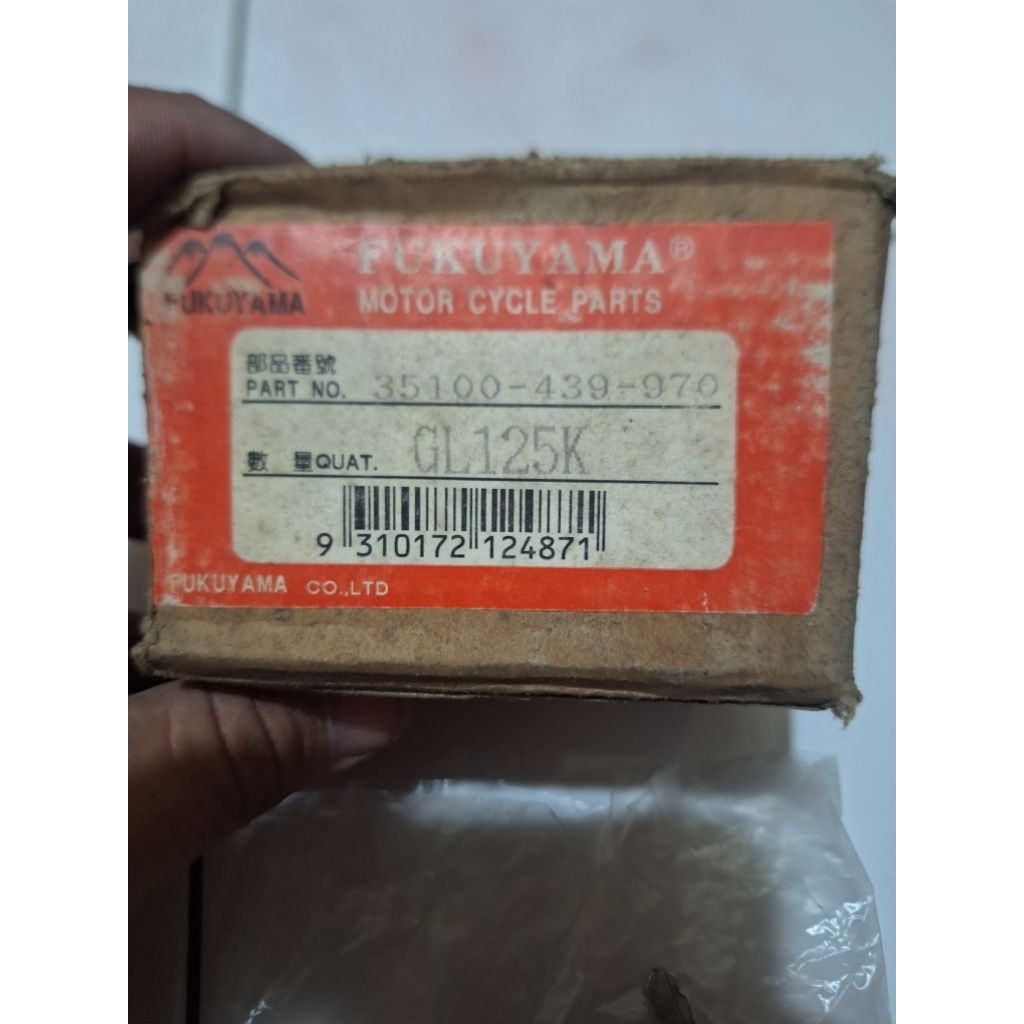 FUKUYAMA
FUKUYAMA®
MOTOR CYCLE PARTS
部品番號
PART NO. 35100-439-970
數 量QUAT. GL125K
9 310172 124871
FUKUYAMA CO.,LTD